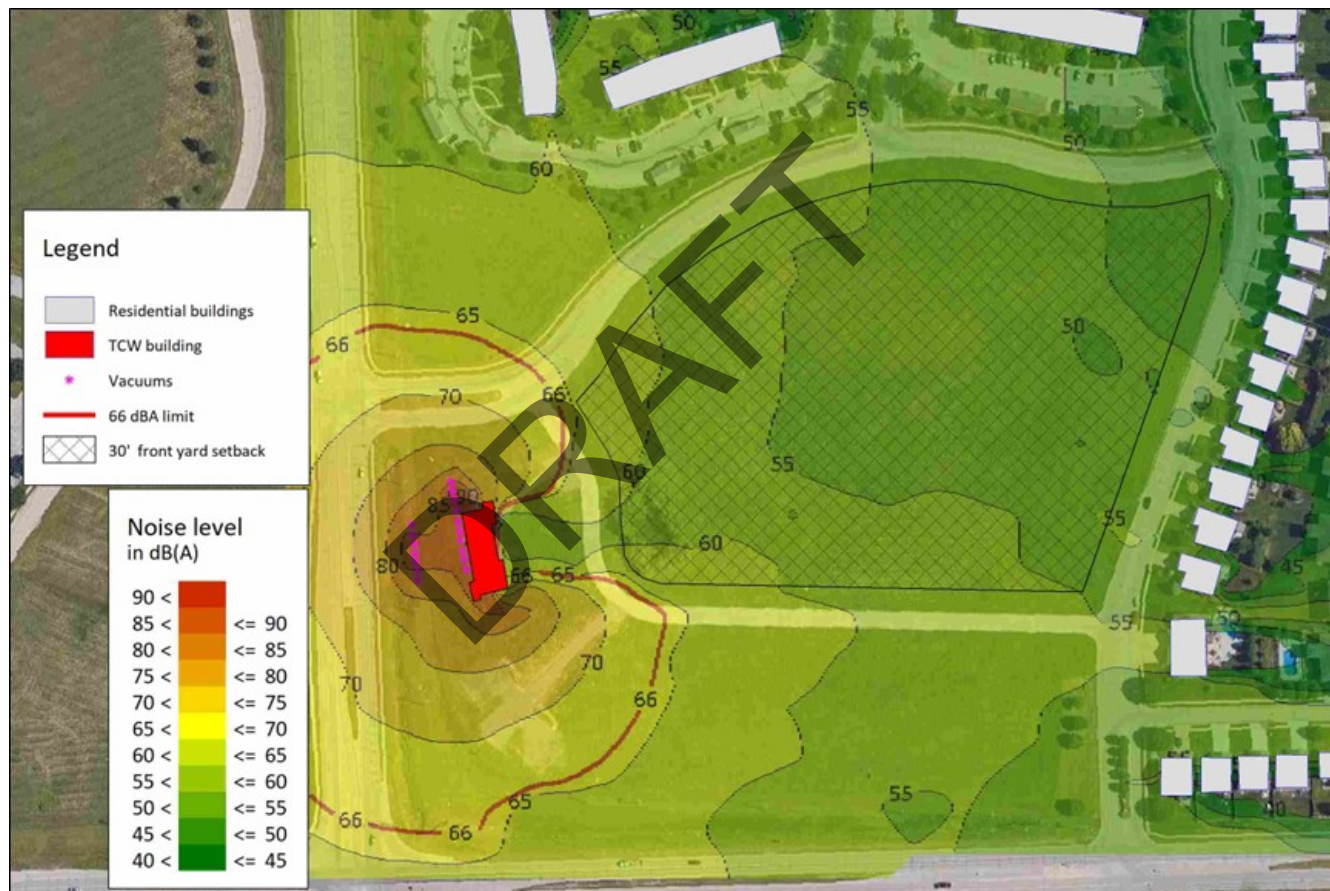 50
55
55
60
50
Legend
Residential buildings
TCW building
Vacuums
66 dBA limit
30' front yard setback
65
66
70
66
50
60
55
85
80
60
55
66
65
55
45
50
70
70
66
55
Noise level
in dB(A)
90 <
85 < <= 90
80 < <= 85
75 < <= 80
70 < <= 75
65 < <= 70
60 < <= 65
55 < <= 60
50 < <= 55
45 < <= 50
40 < <= 45
65
66
66
55
40
DRAFT